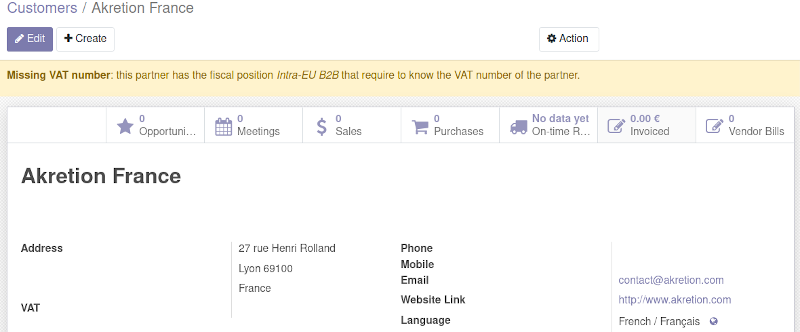 Customers / Akretion France
Edit Create Action
Missing VAT number: this partner has the fiscal position Intra-EU B2B that require to know the VAT number of the partner.
0 Opportuni...
0 Meetings
0 Sales
0 Purchases
No data yet On-time R...
0.00 € Invoiced
0 Vendor Bills
Akretion France
Address 27 rue Henri Rolland
Lyon 69100
France
VAT
Phone
Mobile
Email contact@akretion.com
Website Link http://www.akretion.com
Language French / Français